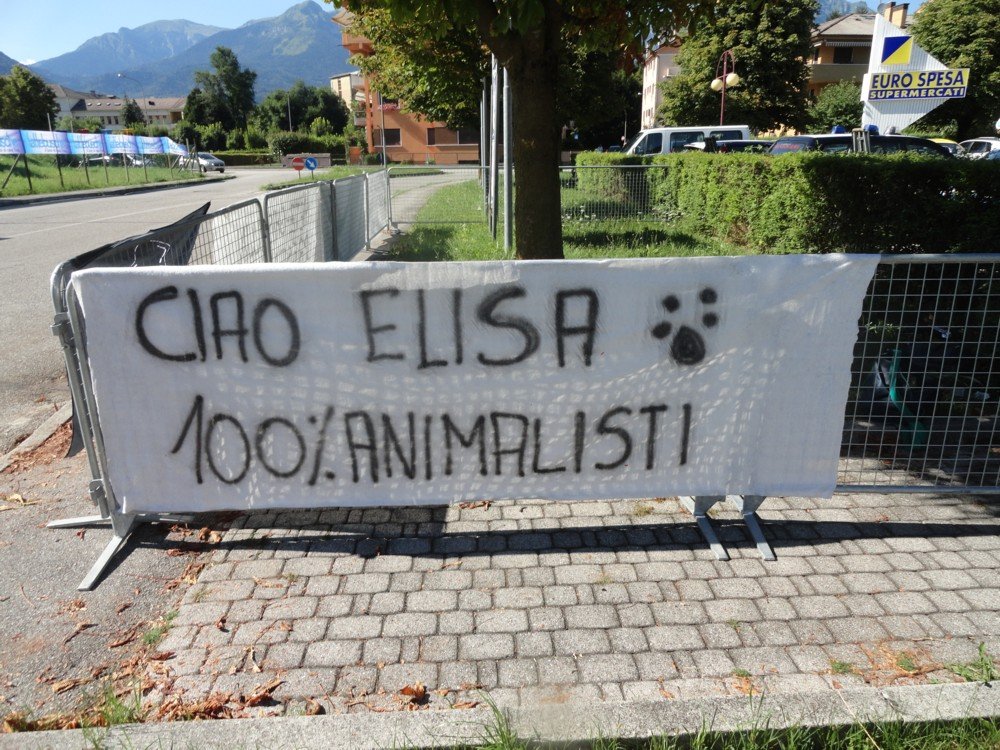 EURO SPESA
SUPERMERCATI
CIAO ELISA
100% ANIMALISTI